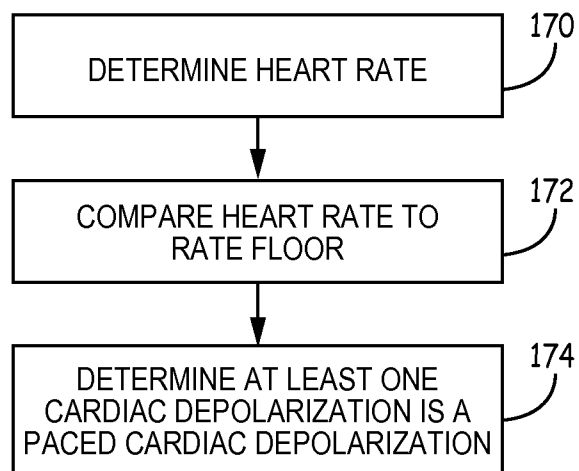 170
DETERMINE HEART RATE
172
COMPARE HEART RATE TO
RATE FLOOR
174
DETERMINE AT LEAST ONE
CARDIAC DEPOLARIZATION IS A
PACED CARDIAC DEPOLARIZATION